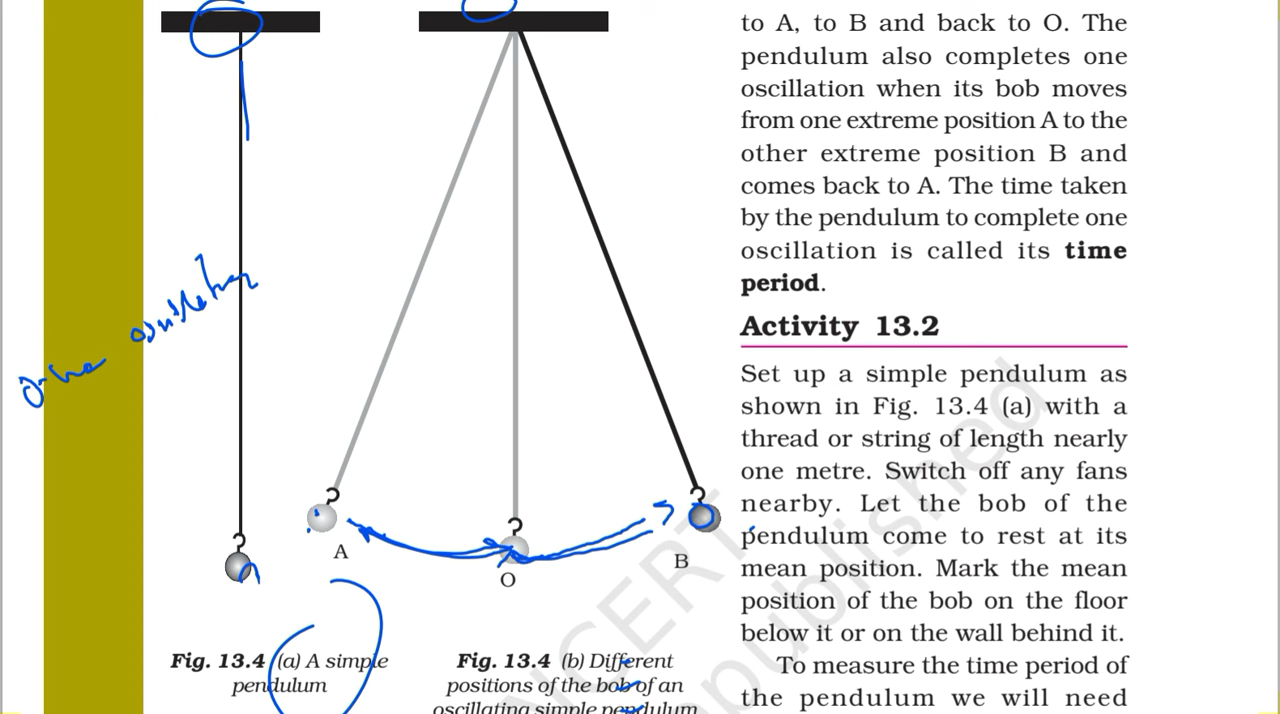 to A, to B and back to O. The
pendulum also completes one
oscillation when its bob moves
from one extreme position A to the
other extreme position B and
comes back to A. The time taken
by the pendulum to complete one
oscillation is called its time
period.
Activity 13.2
Set up a simple pendulum as
shown in Fig. 13.4 (a) with a
thread or string of length nearly
one metre. Switch off any fans
nearby. Let the bob of the
pendulum come to rest at its
mean position. Mark the mean
position of the bob on the floor
below it or on the wall behind it.
To measure the time period of
the pendulum we will need
A
O
B
Fig. 13.4 (a) A simple
pendulum
Fig. 13.4 (b) Different
positions of the bob of an
oscillating simple pendulum
NCERT
published